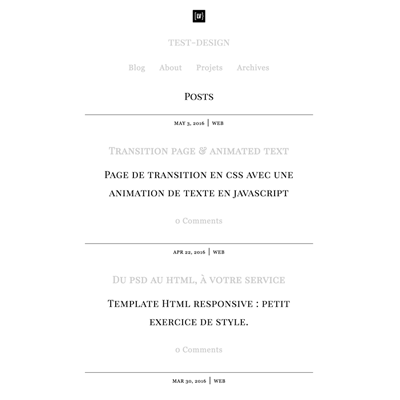 TEST-DESIGN
Blog About Projets Archives
Posts
MAY 3, 2016 | WEB
Transition page & animated text
Page de transition en css avec une
animation de texte en javascript
0 Comments
APR 22, 2016 | WEB
Du psd au html, à votre service
Template Html responsive : petit
exercice de style.
0 Comments
MAR 30, 2016 | WEB